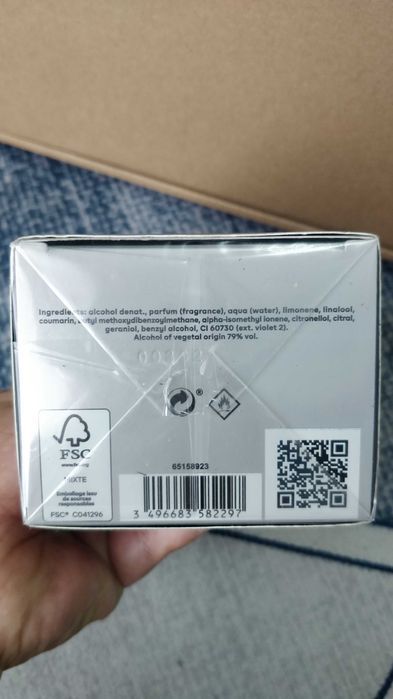 Ingredients: alcohol denat., parfum (fragrance), aqua (water), limonene, linalool,
coumarin, butyl methoxydibenzoylmethane, alpha-isomethyl ionene, citronellol, citral,
geraniol, benzyl alcohol, CI 60730 (ext. violet 2).
Alcohol of vegetal origin 79% vol.
®
FSC
www.fsc.org
MIXTE
Emballage issu
de sources
responsables
FSC® C041296
65158923
3 496683 582297